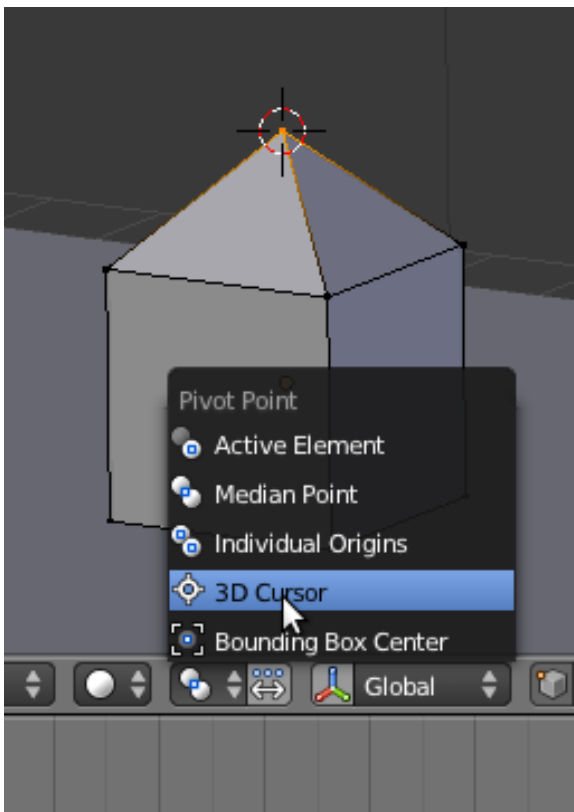 Pivot Point
Active Element
Median Point
Individual Origins
3D Cursor
Bounding Box Center
Global